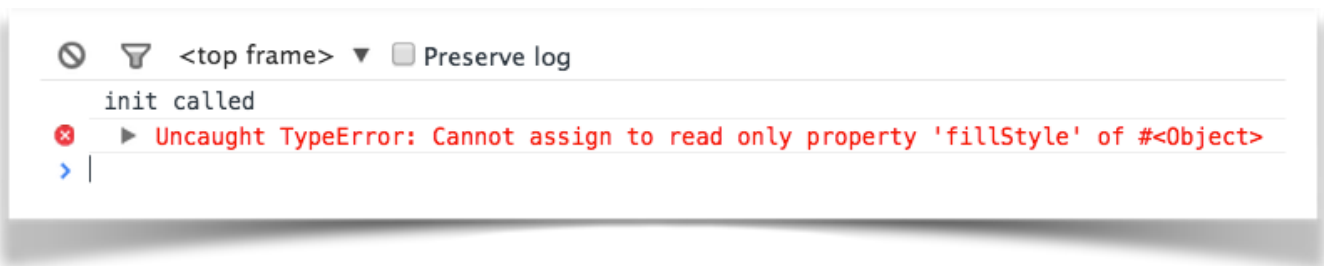 <top frame> ▼ Preserve log
init called
▶ Uncaught TypeError: Cannot assign to read only property 'fillStyle' of #<Object>
>